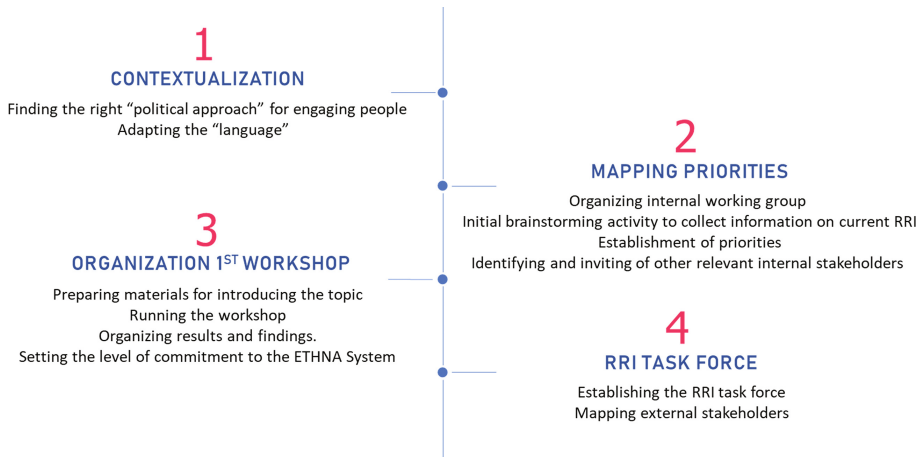 1
CONTEXTUALIZATION
Finding the right “political approach” for engaging people
Adapting the “language”
2
MAPPING PRIORITIES
Organizing internal working group
Initial brainstorming activity to collect information on current RRI
Establishment of priorities
Identifying and inviting of other relevant internal stakeholders
3
ORGANIZATION 1ST WORKSHOP
Preparing materials for introducing the topic
Running the workshop
Organizing results and findings.
Setting the level of commitment to the ETHNA System
4
RRI TASK FORCE
Establishing the RRI task force
Mapping external stakeholders